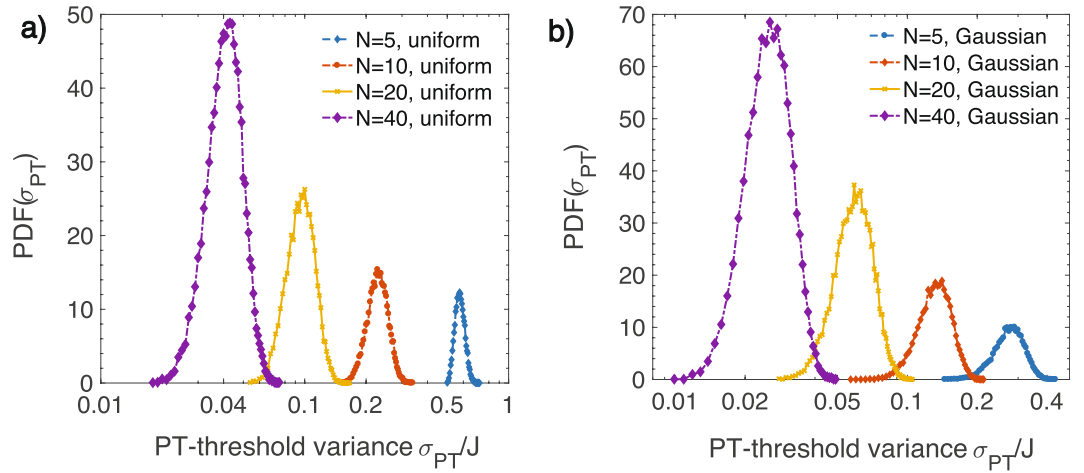 a)
50
40
30
20
10
0
PDF(σPT)
N=5, uniform
N=10, uniform
N=20, uniform
N=40, uniform
0.01 0.04 0.1 0.2 0.5 1
PT-threshold variance σPT/J
b)
70
60
50
40
30
20
10
0
PDF(σPT)
N=5, Gaussian
N=10, Gaussian
N=20, Gaussian
N=40, Gaussian
0.01 0.02 0.05 0.1 0.2 0.4
PT-threshold variance σPT/J